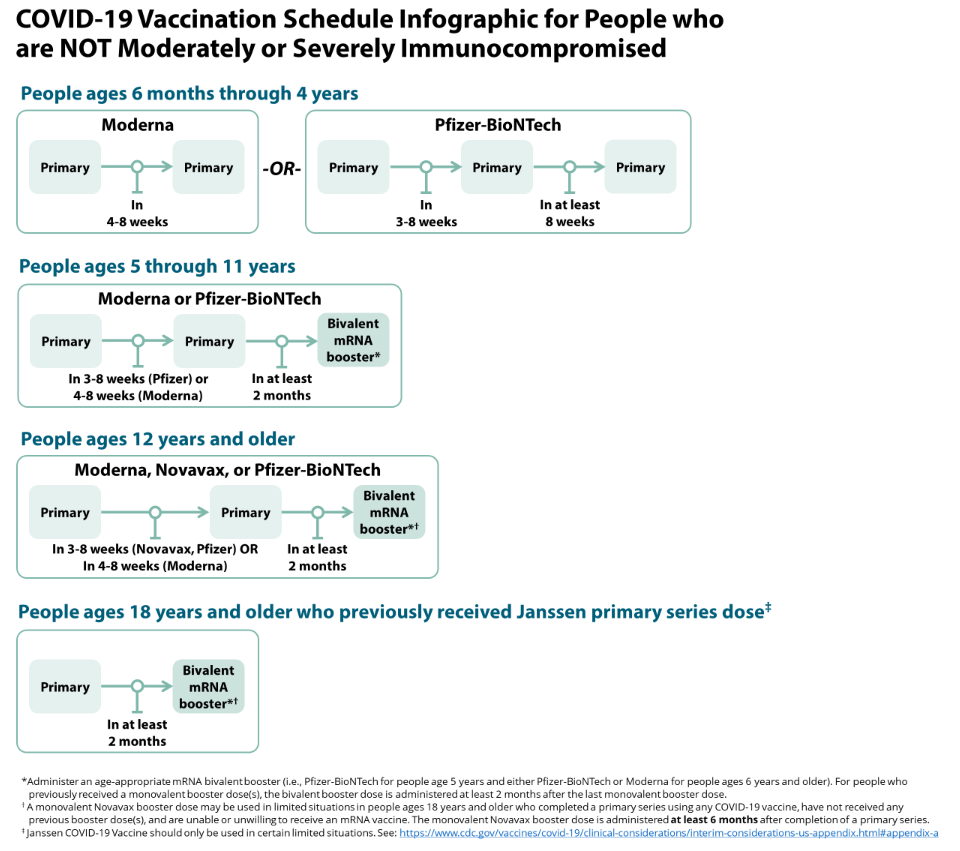 COVID-19 Vaccination Schedule Infographic for People who
are NOT Moderately or Severely Immunocompromised
People ages 6 months through 4 years
Moderna
Primary
Primary
In
4-8 weeks
-OR-
Pfizer-BioNTech
Primary
Primary
Primary
In
3-8 weeks
In at least
8 weeks
People ages 5 through 11 years
Moderna or Pfizer-BioNTech
Primary
Primary
Bivalent
mRNA
booster*
In 3-8 weeks (Pfizer) or
4-8 weeks (Moderna)
In at least
2 months
People ages 12 years and older
Moderna, Novavax, or Pfizer-BioNTech
Primary
Primary
Bivalent
mRNA
booster*†
In 3-8 weeks (Novavax, Pfizer) OR
In 4-8 weeks (Moderna)
In at least
2 months
People ages 18 years and older who previously received Janssen primary series dose‡
Primary
Bivalent
mRNA
booster*†
In at least
2 months
*Administer an age-appropriate mRNA bivalent booster (i.e., Pfizer-BioNTech for people age 5 years and either Pfizer-BioNTech or Moderna for people ages 6 years and older). For people who
previously received a monovalent booster dose(s), the bivalent booster dose is administered at least 2 months after the last monovalent booster dose.
† A monovalent Novavax booster dose may be used in limited situations in people ages 18 years and older who completed a primary series using any COVID-19 vaccine, have not received any
previous booster dose(s), and are unable or unwilling to receive an mRNA vaccine. The monovalent Novavax booster dose is administered at least 6 months after completion of a primary series.
‡ Janssen COVID-19 Vaccine should only be used in certain limited situations. See: https://www.cdc.gov/vaccines/covid-19/clinical-considerations/interim-considerations-us-appendix.html#appendix-a